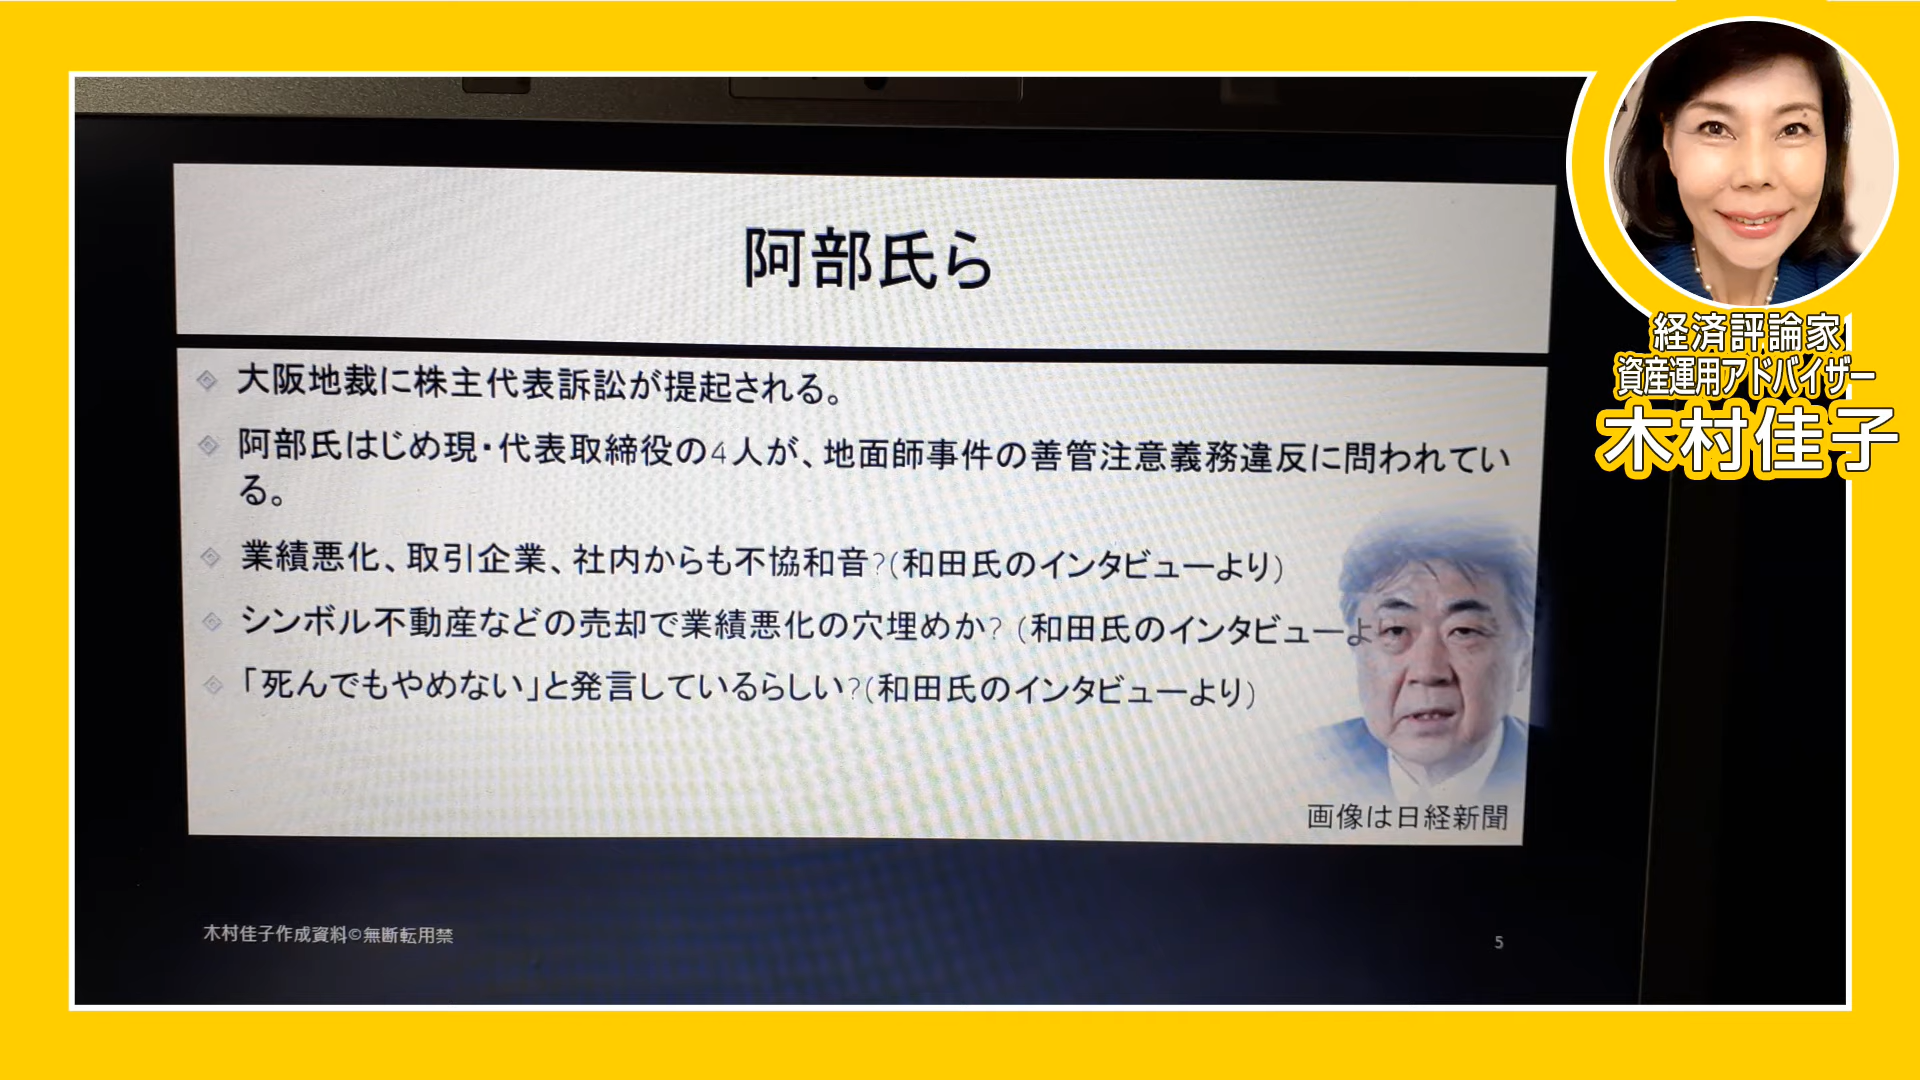 阿部氏ら
大阪地裁に株主代表訴訟が提起される。
阿部氏はじめ現・代表取締役の4人が、地面師事件の善管注意義務違反に問われてい
る。
業績悪化、取引企業、社内からも不協和音?(和田氏のインタビューより)
シンボル不動産などの売却で業績悪化の穴埋めか? (和田氏のインタビューよ
「死んでもやめない」と発言しているらしい?(和田氏のインタビューより)
画像は日経新聞
木村佳子作成資料©無断転用禁
5
経済評論家
資産運用アドバイザー
木村佳子